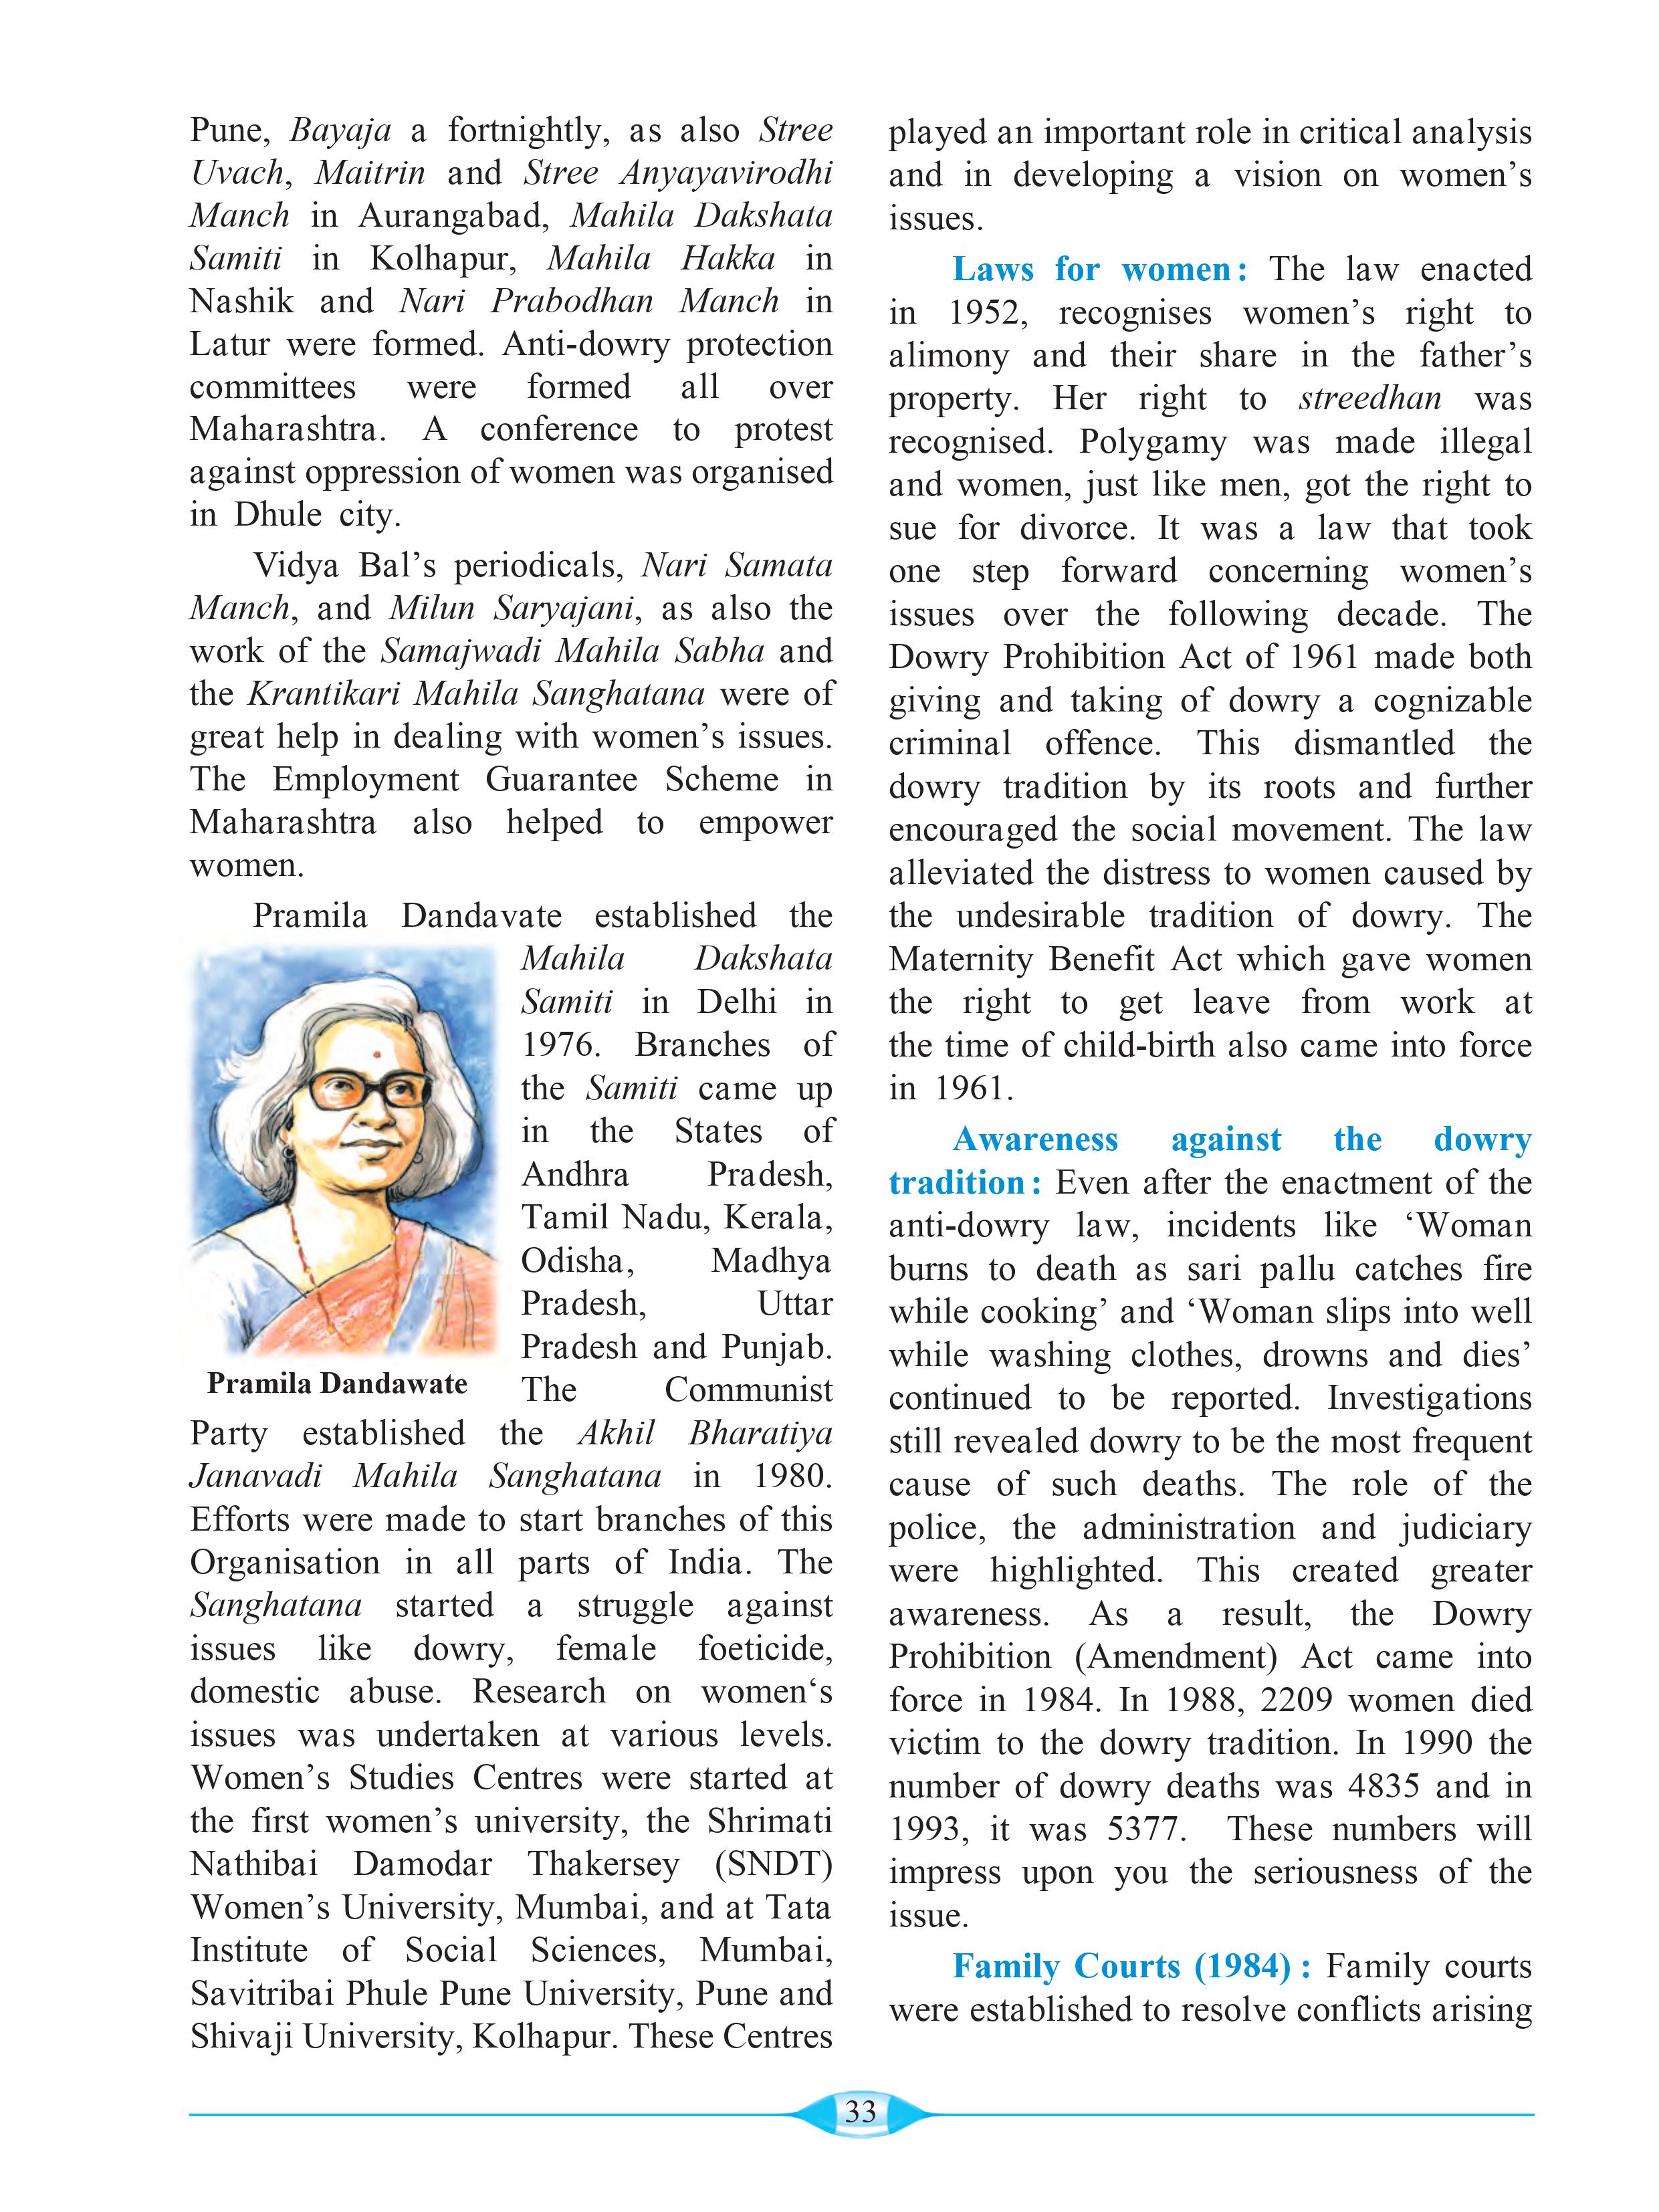 Pune, Bayaja a fortnightly, as also Stree
Uvach, Maitrin and Stree Anyayavirodhi
Manch in Aurangabad, Mahila Dakshata
Samiti in Kolhapur, Mahila Hakka in
Nashik and Nari Prabodhan Manch in
Latur were formed. Anti-dowry protection
committees were formed all over
Maharashtra. A conference to protest
against oppression of women was organised
in Dhule city.
Vidya Bal’s periodicals, Nari Samata
Manch, and Milun Saryajani, as also the
work of the Samajwadi Mahila Sabha and
the Krantikari Mahila Sanghatana were of
great help in dealing with women’s issues.
The Employment Guarantee Scheme in
Maharashtra also helped to empower
women.
Pramila Dandavate established the
Mahila Dakshata
Samiti in Delhi in
1976. Branches of
the Samiti came up
in the States of
Andhra Pradesh,
Tamil Nadu, Kerala,
Odisha, Madhya
Pradesh, Uttar
Pradesh and Punjab.
Pramila Dandawate
The Communist
Party established the Akhil Bharatiya
Janavadi Mahila Sanghatana in 1980.
Efforts were made to start branches of this
Organisation in all parts of India. The
Sanghatana started a struggle against
issues like dowry, female foeticide,
domestic abuse. Research on women‘s
issues was undertaken at various levels.
Women’s Studies Centres were started at
the first women’s university, the Shrimati
Nathibai Damodar Thakersey (SNDT)
Women’s University, Mumbai, and at Tata
Institute of Social Sciences, Mumbai,
Savitribai Phule Pune University, Pune and
Shivaji University, Kolhapur. These Centres
played an important role in critical analysis
and in developing a vision on women’s
issues.
Laws for women : The law enacted
in 1952, recognises women’s right to
alimony and their share in the father’s
property. Her right to streedhan was
recognised. Polygamy was made illegal
and women, just like men, got the right to
sue for divorce. It was a law that took
one step forward concerning women’s
issues over the following decade. The
Dowry Prohibition Act of 1961 made both
giving and taking of dowry a cognizable
criminal offence. This dismantled the
dowry tradition by its roots and further
encouraged the social movement. The law
alleviated the distress to women caused by
the undesirable tradition of dowry. The
Maternity Benefit Act which gave women
the right to get leave from work at
the time of child-birth also came into force
in 1961.
Awareness against the dowry
tradition : Even after the enactment of the
anti-dowry law, incidents like ‘Woman
burns to death as sari pallu catches fire
while cooking’ and ‘Woman slips into well
while washing clothes, drowns and dies’
continued to be reported. Investigations
still revealed dowry to be the most frequent
cause of such deaths. The role of the
police, the administration and judiciary
were highlighted. This created greater
awareness. As a result, the Dowry
Prohibition (Amendment) Act came into
force in 1984. In 1988, 2209 women died
victim to the dowry tradition. In 1990 the
number of dowry deaths was 4835 and in
1993, it was 5377. These numbers will
impress upon you the seriousness of the
issue.
Family Courts (1984) : Family courts
were established to resolve conflicts arising
33